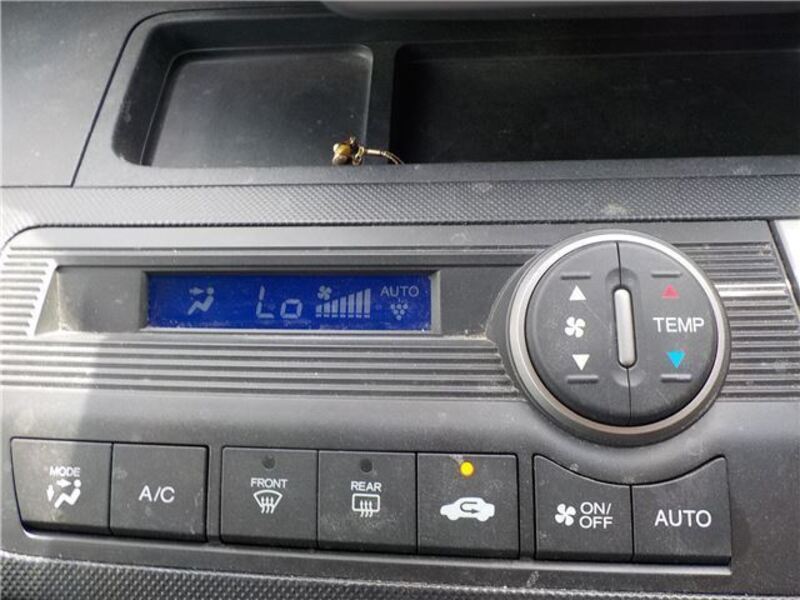 Lo
AUTO
TEMP
MODE
A/C
FRONT
REAR
ON/
OFF
AUTO